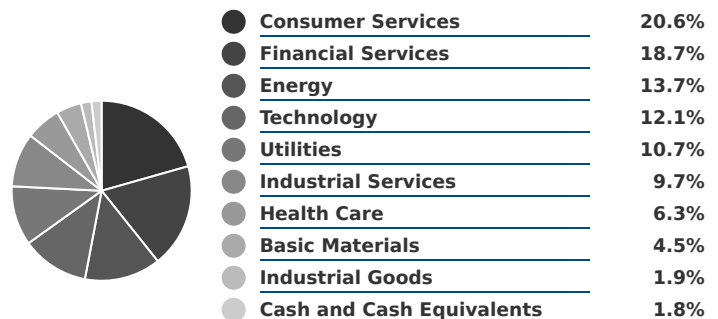 Consumer Services 20.6%
Financial Services 18.7%
Energy 13.7%
Technology 12.1%
Utilities 10.7%
Industrial Services 9.7%
Health Care 6.3%
Basic Materials 4.5%
Industrial Goods 1.9%
Cash and Cash Equivalents 1.8%